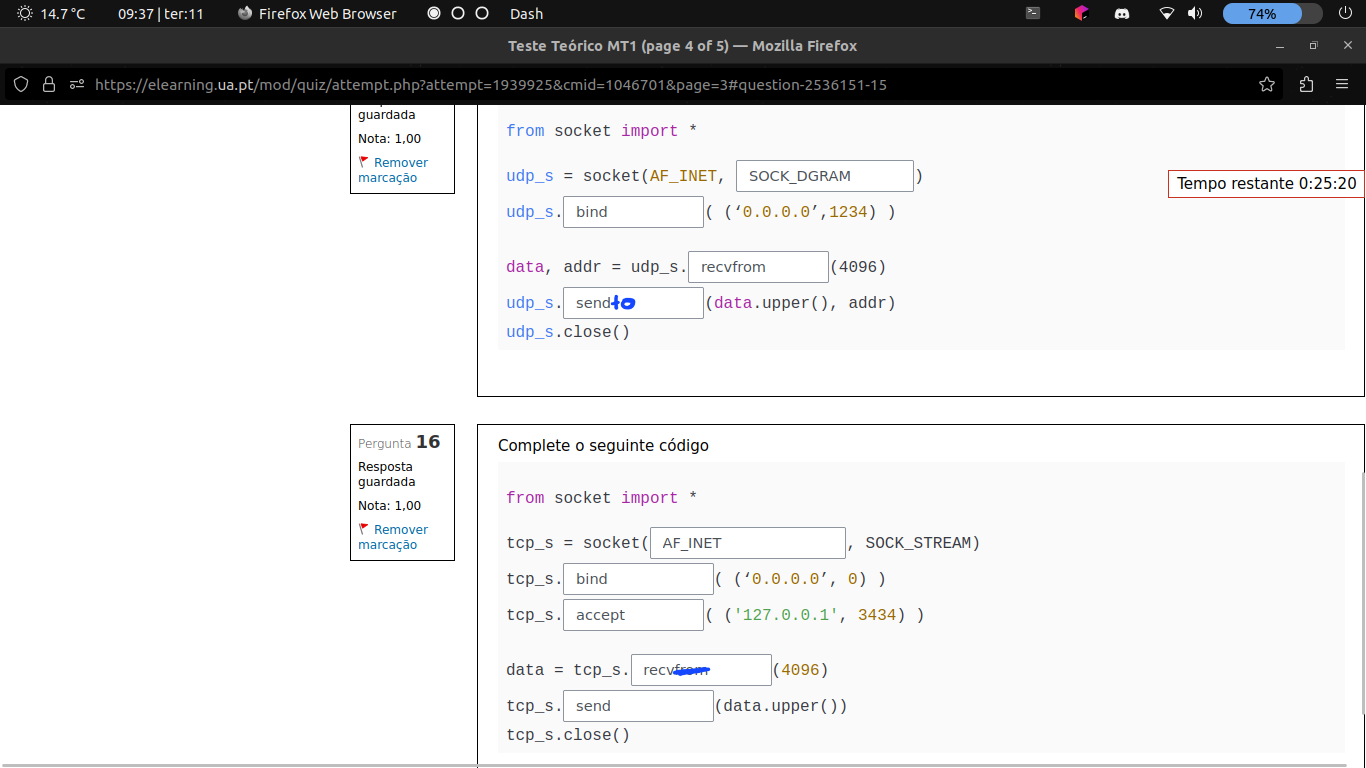 14.7 °C 09:37 | ter:11 Firefox Web Browser Dash 74%
Teste Teórico MT1 (page 4 of 5) — Mozilla Firefox
https://elearning.ua.pt/mod/quiz/attempt.php?attempt=1939925&cmid=1046701&page=3#question-2536151-15
guardada
Nota: 1,00
Remover
marcação
from socket import *
udp_s = socket(AF_INET, SOCK_DGRAM )
Tempo restante 0:25:20
udp_s. bind ( (‘0.0.0.0’,1234) )
data, addr = udp_s. recvfrom (4096)
udp_s. sendto (data.upper(), addr)
udp_s.close()
Pergunta 16
Resposta
guardada
Nota: 1,00
Remover
marcação
Complete o seguinte código
from socket import *
tcp_s = socket( AF_INET , SOCK_STREAM)
tcp_s. bind ( (‘0.0.0.0’, 0) )
tcp_s. accept ( ('127.0.0.1', 3434) )
data = tcp_s. recvfrom (4096)
tcp_s. send (data.upper())
tcp_s.close()